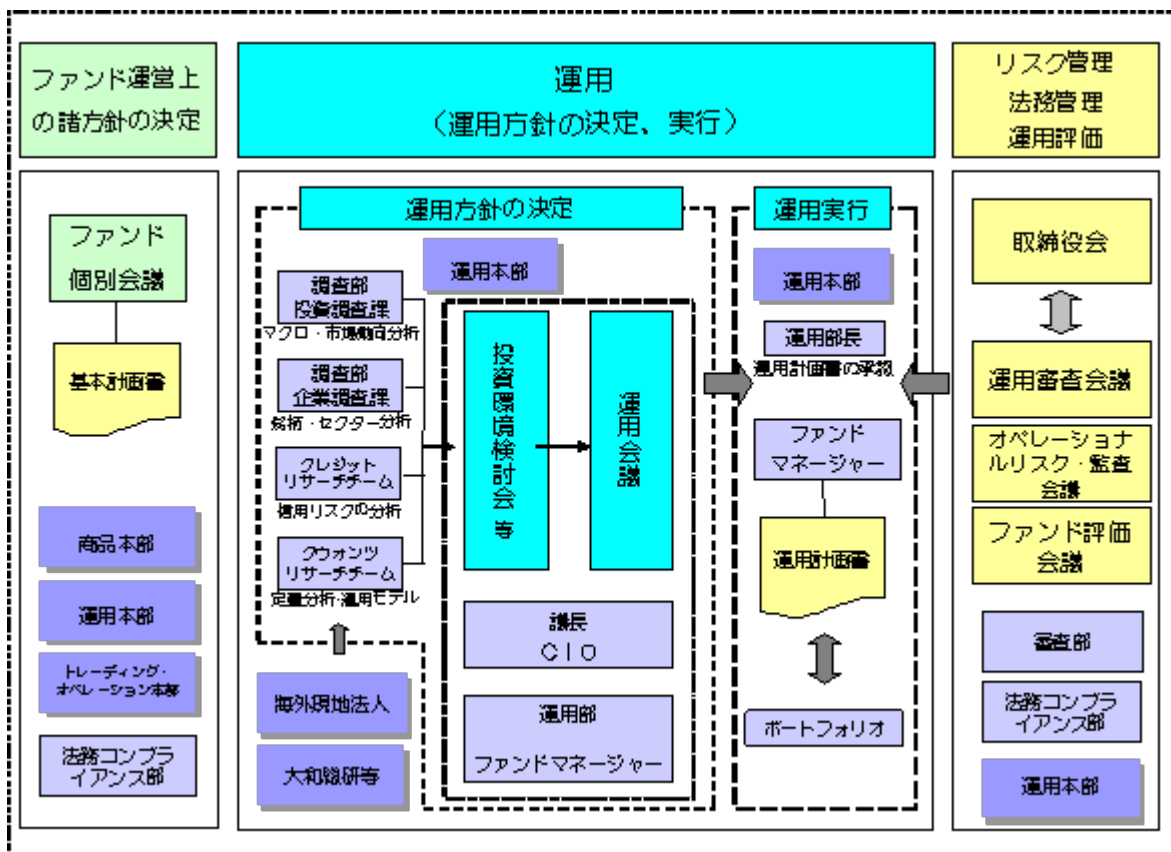 ファンド運営上
の諸方針の決定
運用
（運用方針の決定、実行）
リスク管理
法務管理
運用評価
ファンド
個別会議
基本計画書
商品本部
運用本部
トレーディング・
オペレーション本部
法務コンプラ
イアンス部
運用方針の決定
運用本部
調査部
投資調査課
マクロ・市場動向分析
調査部
企業調査課
銘柄・セクター分析
クレジット
リサーチチーム
信用リスクの分析
クウォンツ
リサーチチーム
定量分析・運用モデル
海外現地法人
大和総研等
投資環境検討会 等
運用会議
議長
ＣＩＯ
運用部
ファンドマネージャー
運用実行
運用本部
運用部長
運用計画書の承認
ファンド
マネージャー
運用計画書
ポートフォリオ
取締役会
運用審査会議
オペレーショナ
ルリスク・監査
会議
ファンド評価
会議
審査部
法務コンプラ
イアンス部
運用本部